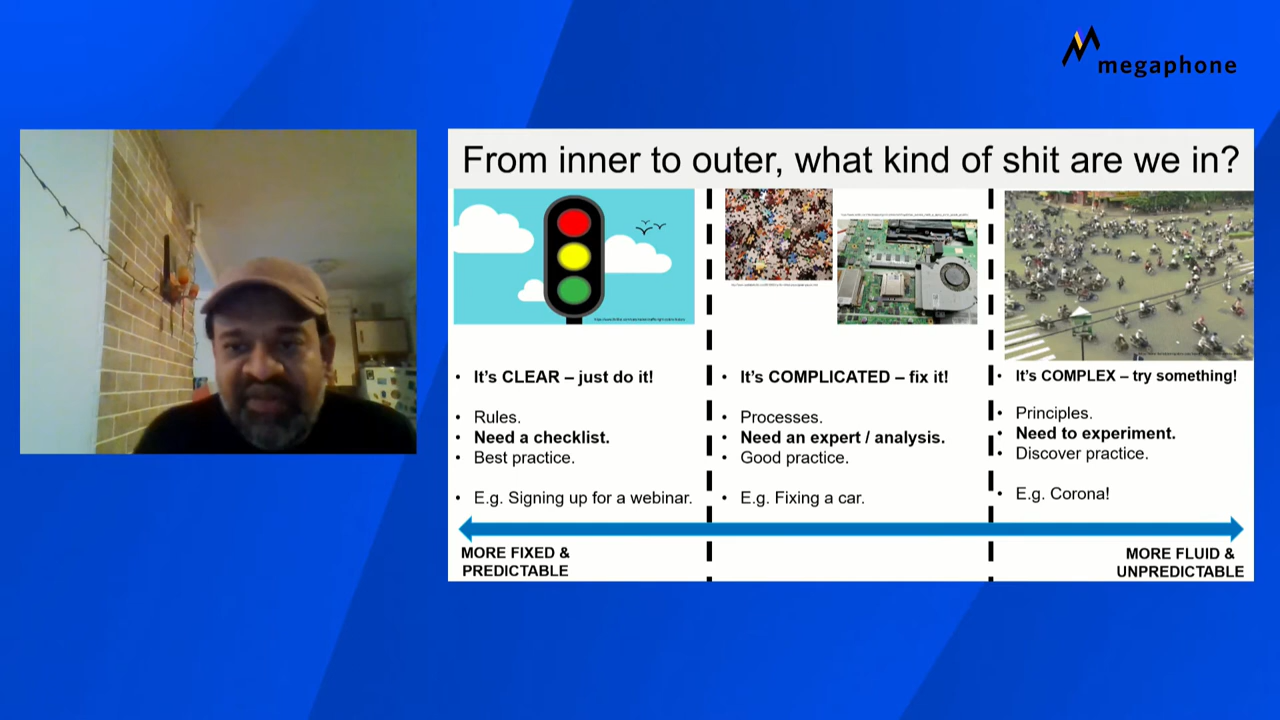 megaphone
From inner to outer, what kind of shit are we in?
• It's CLEAR – just do it!
• Rules.
• Need a checklist.
• Best practice.
• E.g. Signing up for a webinar.
• It's COMPLICATED – fix it!
• Processes.
• Need an expert / analysis.
• Good practice.
• E.g. Fixing a car.
• It's COMPLEX – try something!
• Principles.
• Need to experiment.
• Discover practice.
• E.g. Corona!
MORE FIXED &
PREDICTABLE
MORE FLUID &
UNPREDICTABLE